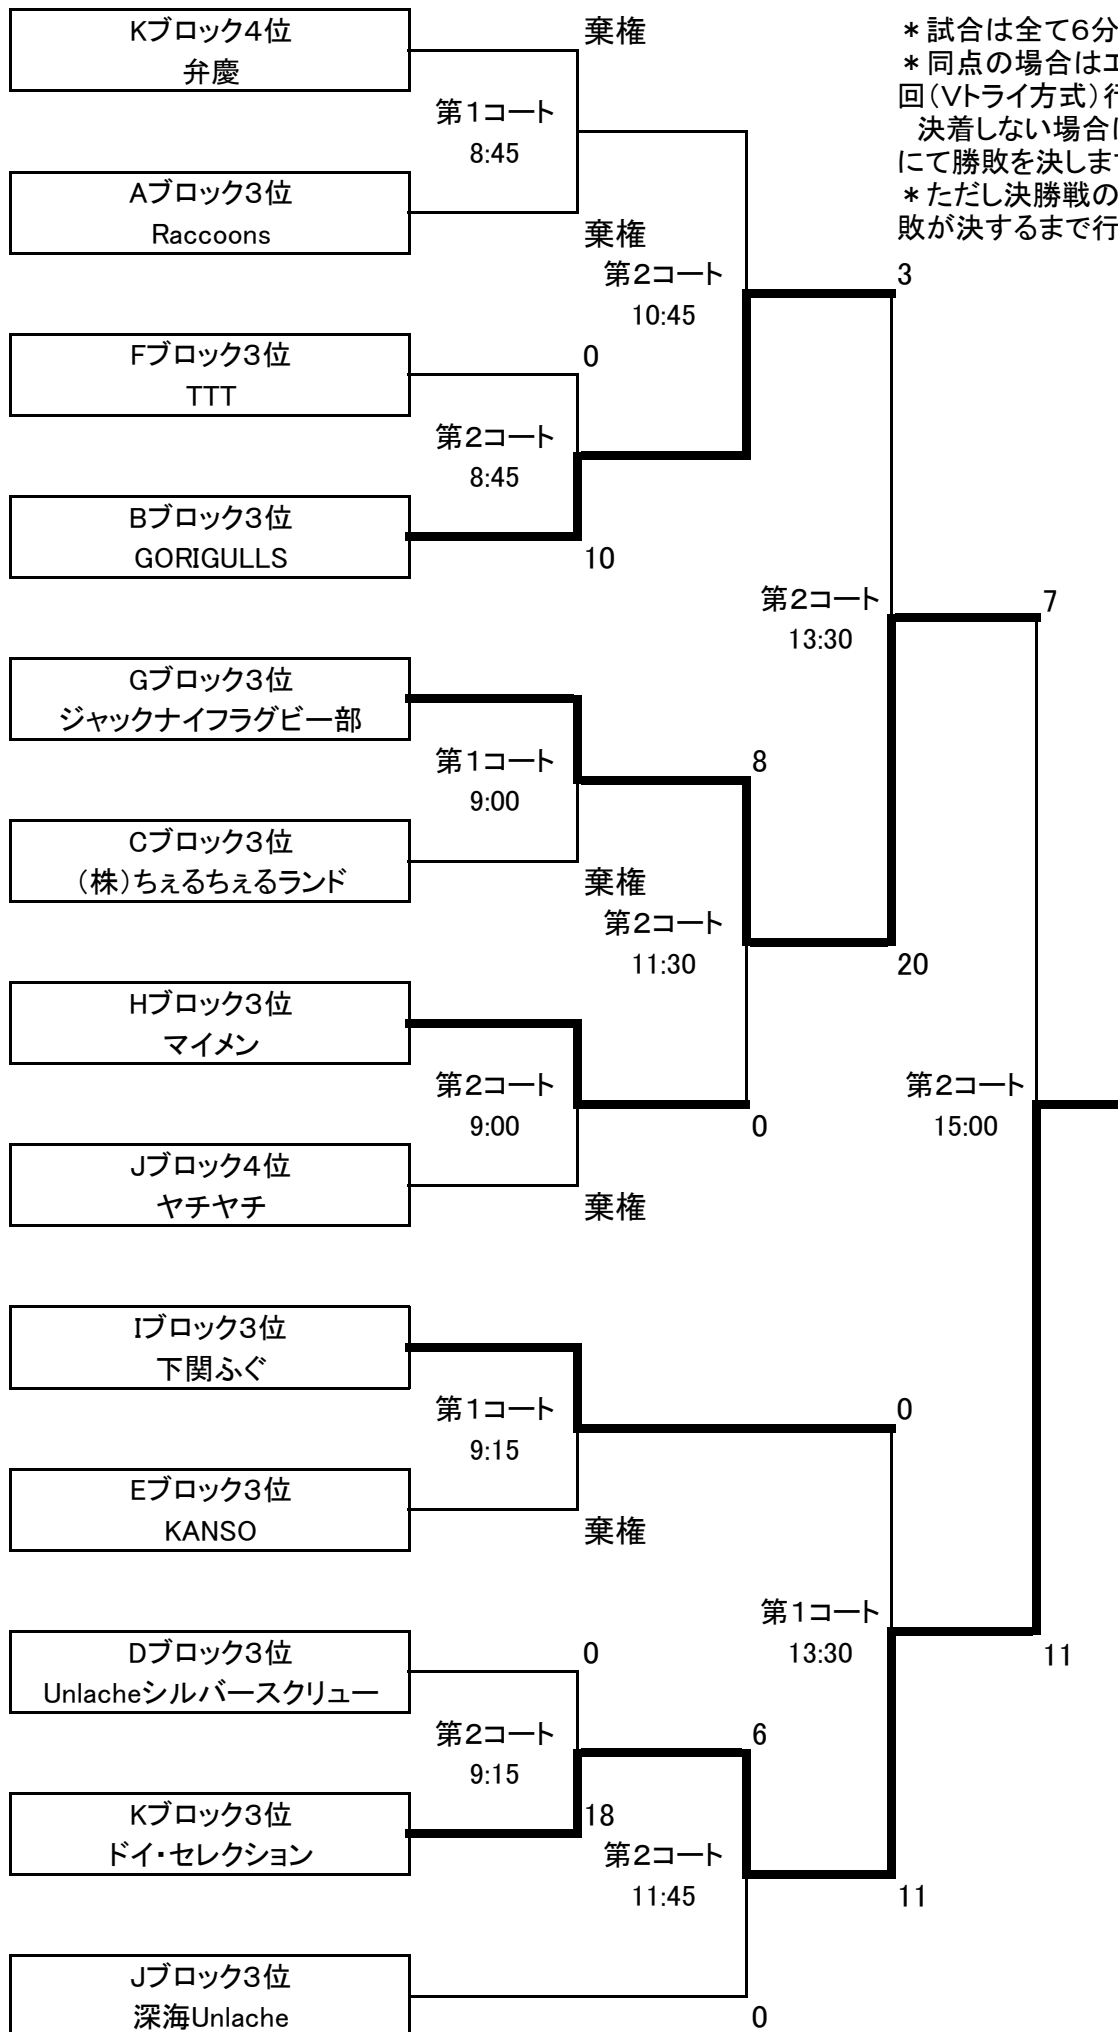 Kブロック4位
弁慶
棄権
第1コート
8:45
Aブロック3位
Raccoons
棄権
＊試合は全て6分
＊同点の場合は
回（Vトライ方式）
決着しない場合
にて勝敗を決しま
＊ただし決勝戦の
敗が決するまで行
第2コート
10:45
3
Fブロック3位
TTT
0
第2コート
8:45
Bブロック3位
GORIGULLS
10
第2コート
13:30
7
Gブロック3位
ジャックナイフラグビー部
第1コート
9:00
8
Cブロック3位
（株）ちぇるちぇるランド
棄権
第2コート
11:30
20
Hブロック3位
マイメン
第2コート
9:00
0
第2コート
15:00
Jブロック4位
ヤチヤチ
棄権
Iブロック3位
下関ふぐ
第1コート
9:15
0
Eブロック3位
KANSO
棄権
第1コート
13:30
11
Dブロック3位
Unlacheシルバースクリュー
0
第2コート
9:15
6
Kブロック3位
ドイ・セレクション
18
第2コート
11:45
11
Jブロック3位
深海Unlache
0